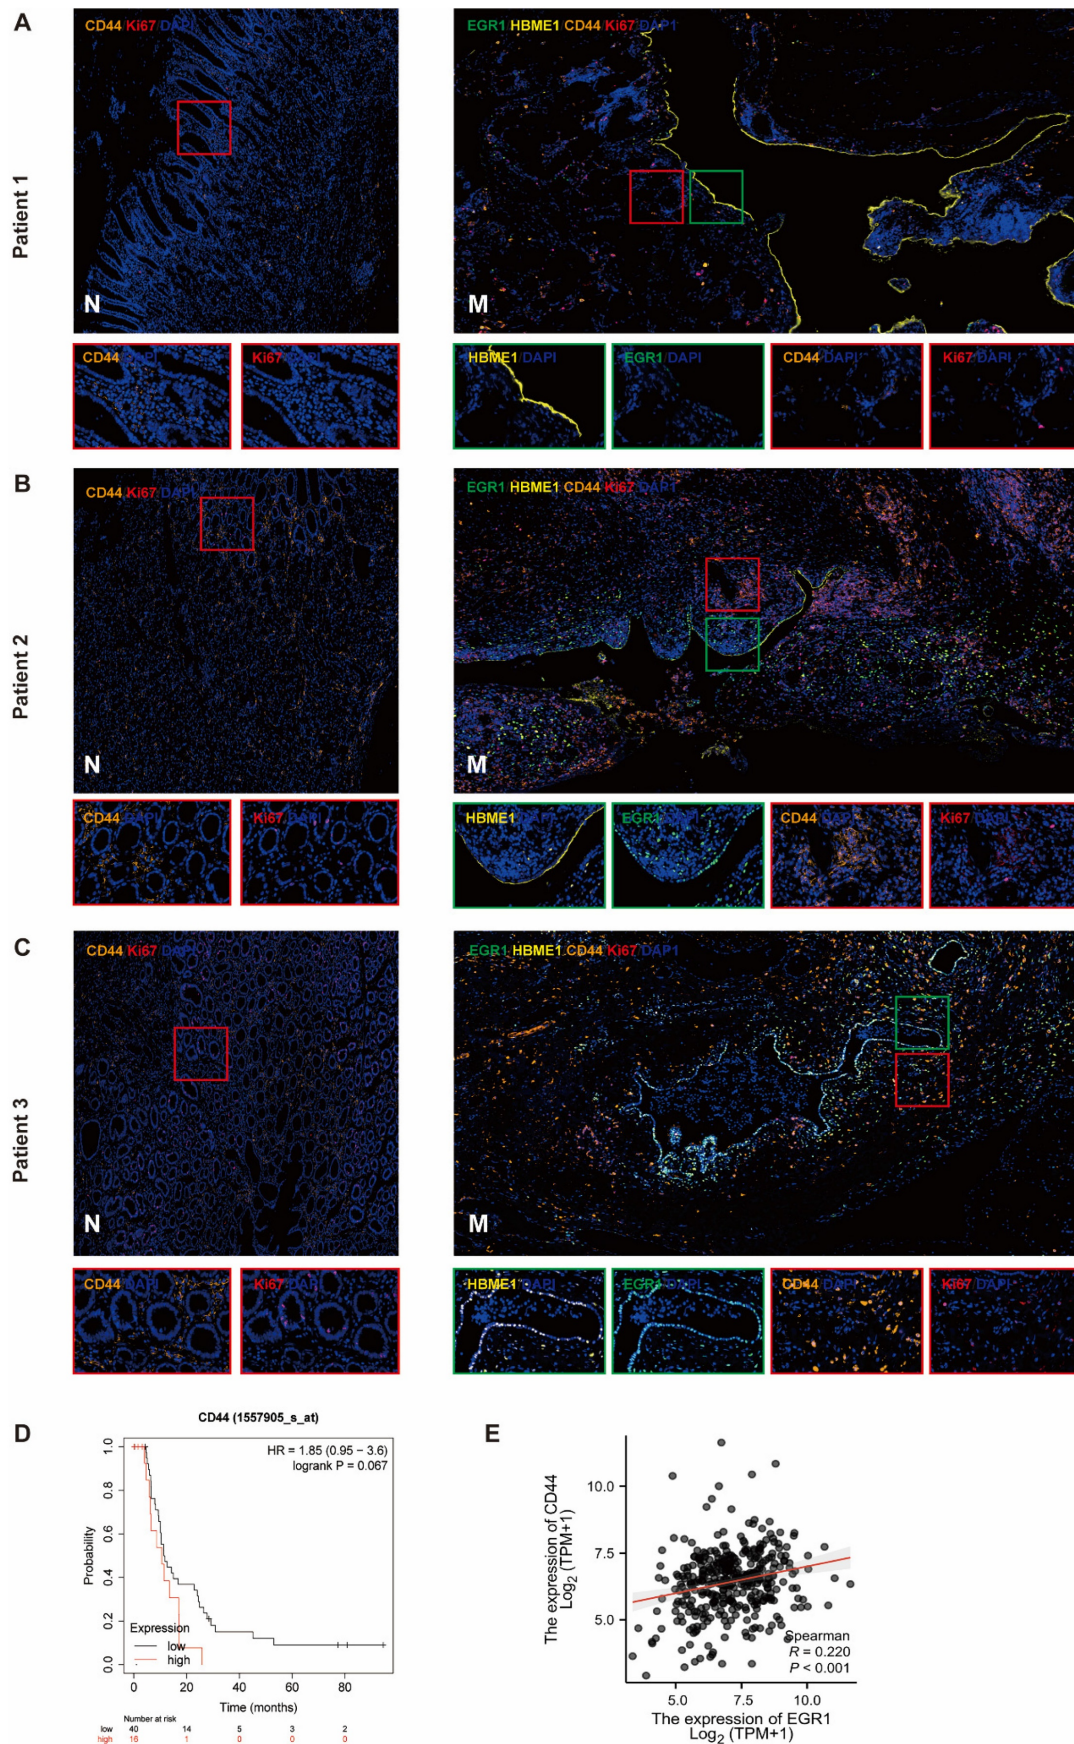 A
Patient 1
CD44 Ki67/DAPI
N
CD44/DAPI
Ki67/DAPI
EGR1 HBME1/CD44 Ki67/DAP1
M
HBME1/DAPI
EGR1/DAPI
CD44/DAPI
Ki67/DAPI
B
Patient 2
CD44/Ki67/DAPI
N
CD44/DAPI
Ki67/DAPI
EGR1 HBME1 CD44 Ki67/DAP1
M
HBME1/DAPI
EGR1/DAPI
CD44/DAPI
Ki67/DAPI
C
Patient 3
CD44/Ki67/DAPI
N
CD44/DAPI
Ki67/DAPI
EGR1 HBME1 CD44 Ki67/DAP1
M
HBME1/DAPI
EGR1/DAPI
CD44/DAPI
Ki67/DAPI
D
CD44 (1557905_s_at)
HR = 1.85 (0.95 − 3.6)
logrank P = 0.067
Probability
1.0
0.8
0.6
0.4
0.2
0.0
Expression
low
high
0 20 40 60 80
Time (months)
Number at risk
low 40 14 5 3 2
high 16 1 0 0 0
E
The expression of CD44
Log2 (TPM+1)
10.0
7.5
5.0
Spearman
R = 0.220
P < 0.001
5.0 7.5 10.0
The expression of EGR1
Log2 (TPM+1)